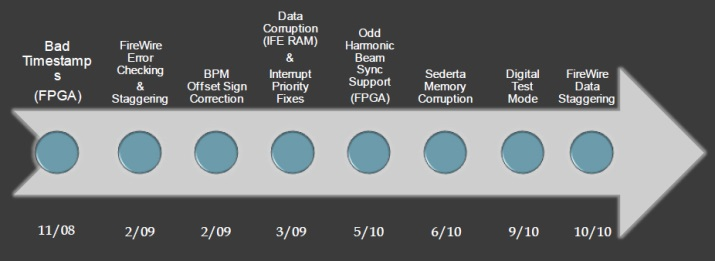 Bad
Timestamp
s
(FPGA)
FireWire
Error
Checking
&
Staggering
BPM
Offset Sign
Correction
Data
Corruption
(IFE RAM)
&
Interrupt
Priority
Fixes
Odd
Harmonic
Beam
Sync
Support
(FPGA)
Sederta
Memory
Corruption
Digital
Test
Mode
FireWire
Data
Staggering
11/08
2/09
2/09
3/09
5/10
6/10
9/10
10/10